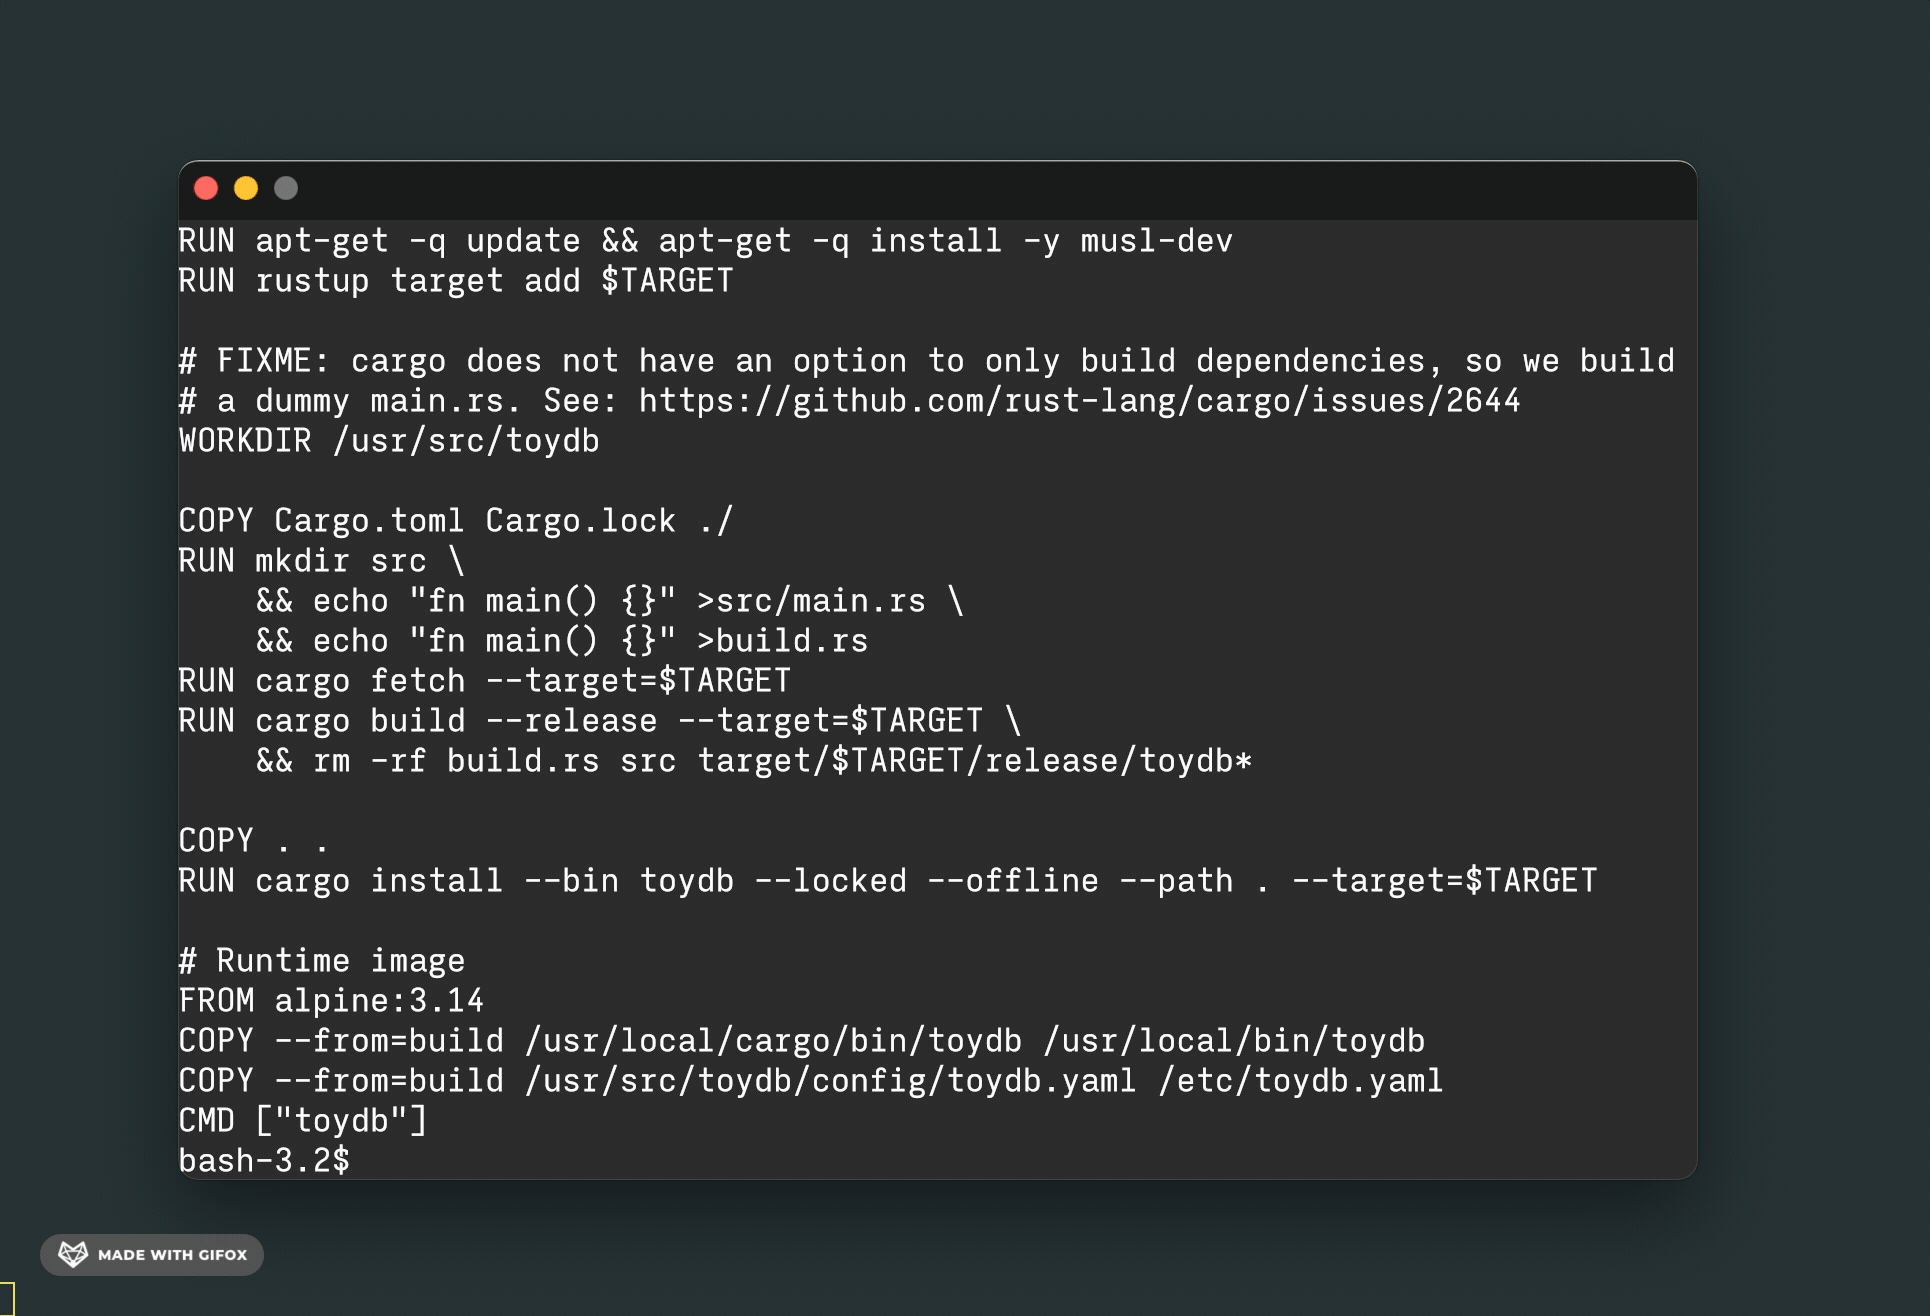 RUN apt-get -q update && apt-get -q install -y musl-dev
RUN rustup target add $TARGET

# FIXME: cargo does not have an option to only build dependencies, so we build
# a dummy main.rs. See: https://github.com/rust-lang/cargo/issues/2644
WORKDIR /usr/src/toydb

COPY Cargo.toml Cargo.lock ./
RUN mkdir src \
    && echo "fn main() {}" >src/main.rs \
    && echo "fn main() {}" >build.rs
RUN cargo fetch --target=$TARGET
RUN cargo build --release --target=$TARGET \
    && rm -rf build.rs src target/$TARGET/release/toydb*

COPY . .
RUN cargo install --bin toydb --locked --offline --path . --target=$TARGET

# Runtime image
FROM alpine:3.14
COPY --from=build /usr/local/cargo/bin/toydb /usr/local/bin/toydb
COPY --from=build /usr/src/toydb/config/toydb.yaml /etc/toydb.yaml
CMD ["toydb"]
bash-3.2$
MADE WITH GIFOX